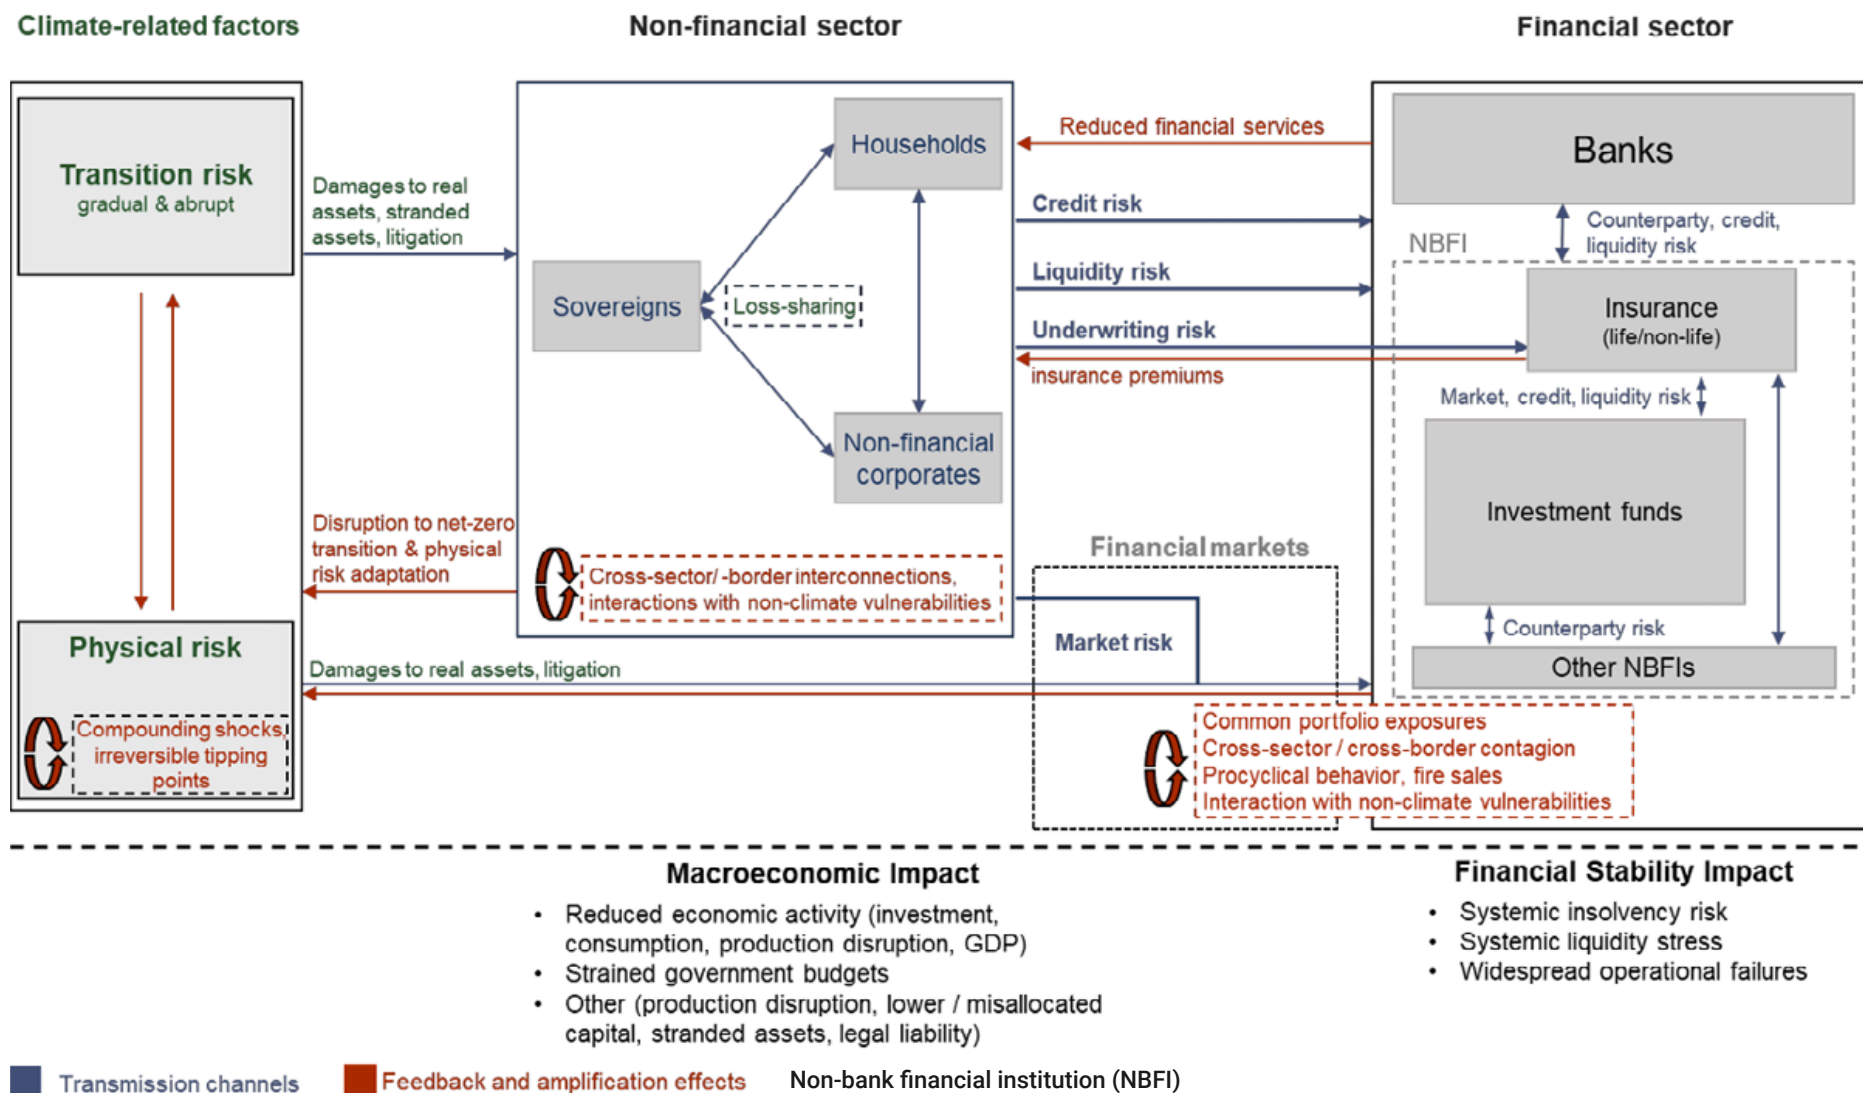 Climate-related factors
Non-financial sector
Financial sector
Transition risk
gradual & abrupt
Damages to real
assets, stranded
assets, litigation
Households
Sovereigns
Loss-sharing
Non-financial
corporates
Reduced financial services
Credit risk
Liquidity risk
Underwriting risk
insurance premiums
Banks
Counterparty, credit,
liquidity risk
NBFI
Insurance
(life/non-life)
Market, credit, liquidity risk
Investment funds
Counterparty risk
Other NBFIs
Disruption to net-zero
transition & physical
risk adaptation
Cross-sector/ -border interconnections,
interactions with non-climate vulnerabilities
Financial markets
Market risk
Physical risk
Damages to real assets, litigation
Compounding shocks,
irreversible tipping
points
Common portfolio exposures
Cross-sector / cross-border contagion
Procyclical behavior, fire sales
Interaction with non-climate vulnerabilities
Macroeconomic Impact
• Reduced economic activity (investment,
consumption, production disruption, GDP)
• Strained government budgets
• Other (production disruption, lower / misallocated
capital, stranded assets, legal liability)
Financial Stability Impact
• Systemic insolvency risk
• Systemic liquidity stress
• Widespread operational failures
Transmission channels
Feedback and amplification effects
Non-bank financial institution (NBFI)